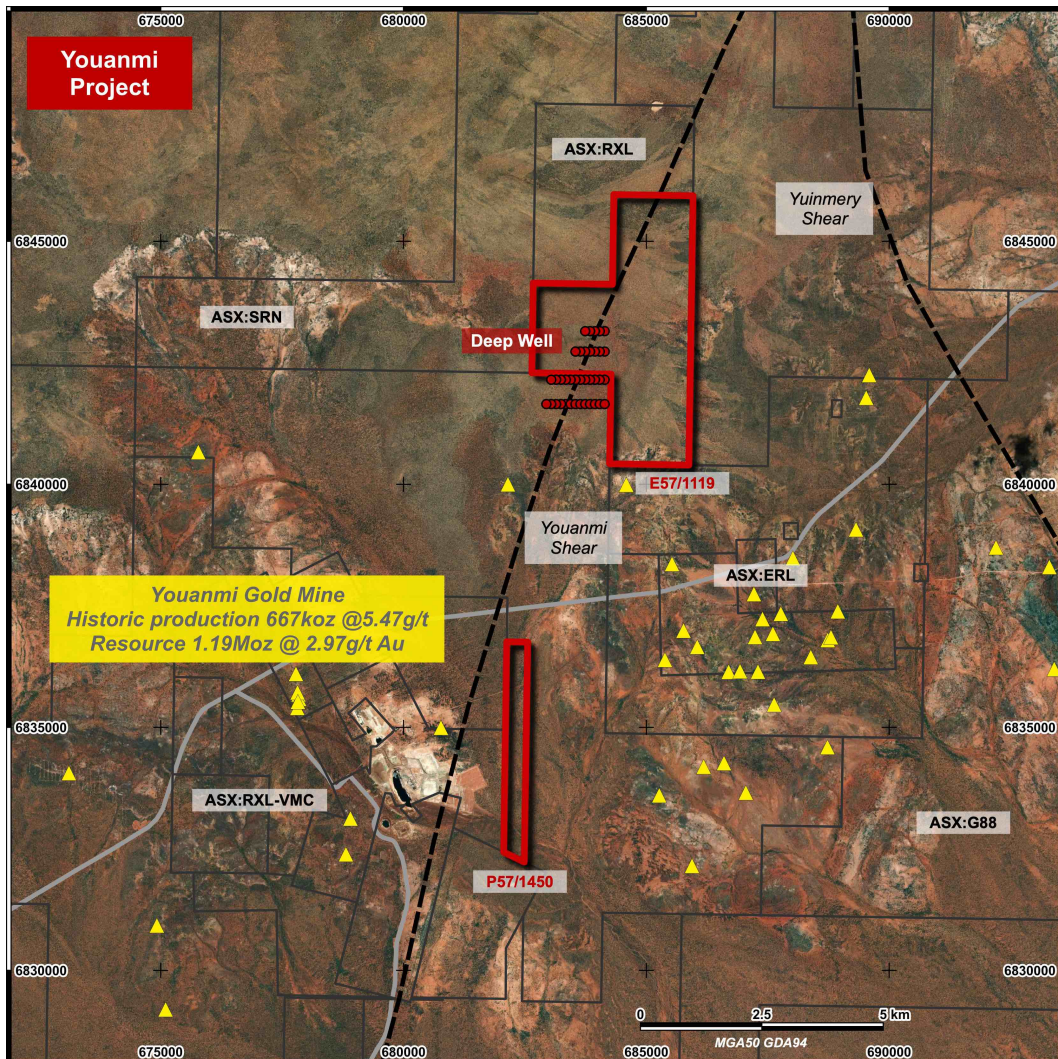 675000
680000
685000
690000
Youanmi
Project
ASX:RXL
Yuinmery
Shear
6845000
6845000
ASX:SRN
Deep Well
6840000
6840000
E57/1119
Youanmi
Shear
ASX:ERL
Youanmi Gold Mine
Historic production 667koz @5.47g/t
Resource 1.19Moz @ 2.97g/t Au
6835000
6835000
ASX:RXL-VMC
ASX:G88
P57/1450
6830000
6830000
0
2.5
5 km
MGA50 GDA94
675000
680000
685000
690000